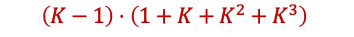 (K − 1) · (1 + K + K² + K³)